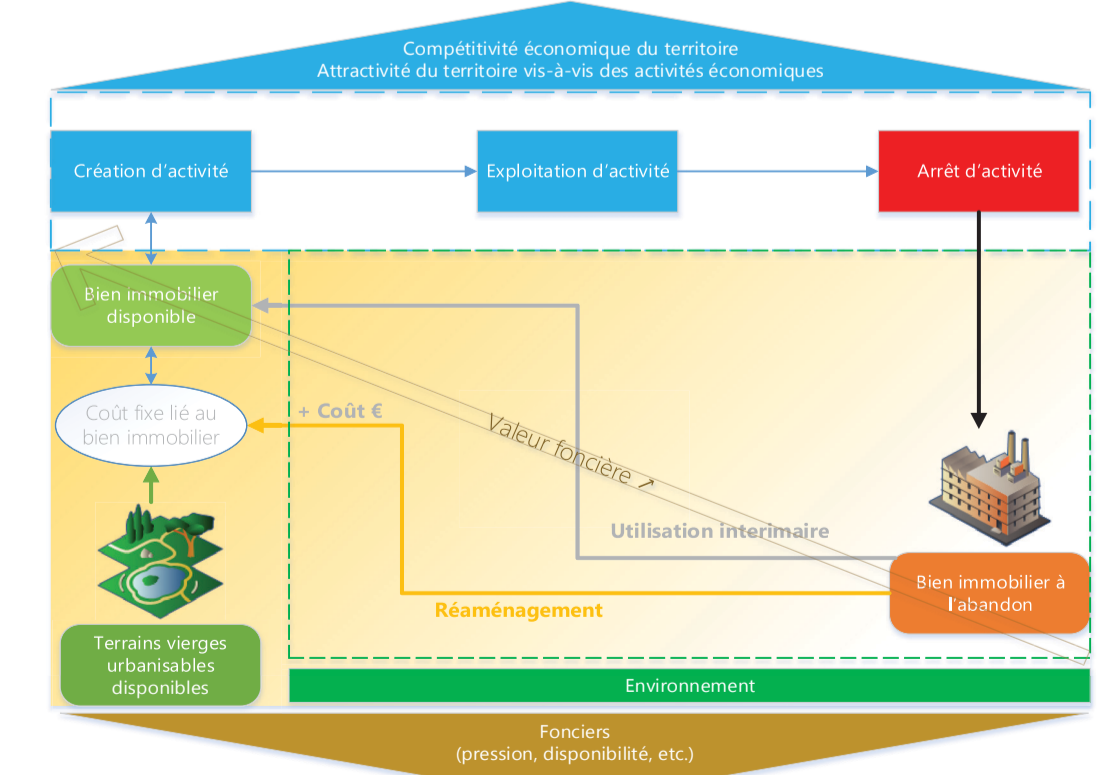 Compétitivité économique du territoire
Attractivité du territoire vis-à-vis des activités économiques
Création d'activité
Exploitation d'activité
Arrêt d'activité
Bien immobilier
disponible
Coût fixe lié au
bien immobilier
+ Coût €
Valeur foncière ↗
Utilisation interimaire
Réaménagement
Bien immobilier à
l'abandon
Terrains vierges
urbanisables
disponibles
Environnement
Fonciers
(pression, disponibilité, etc.)